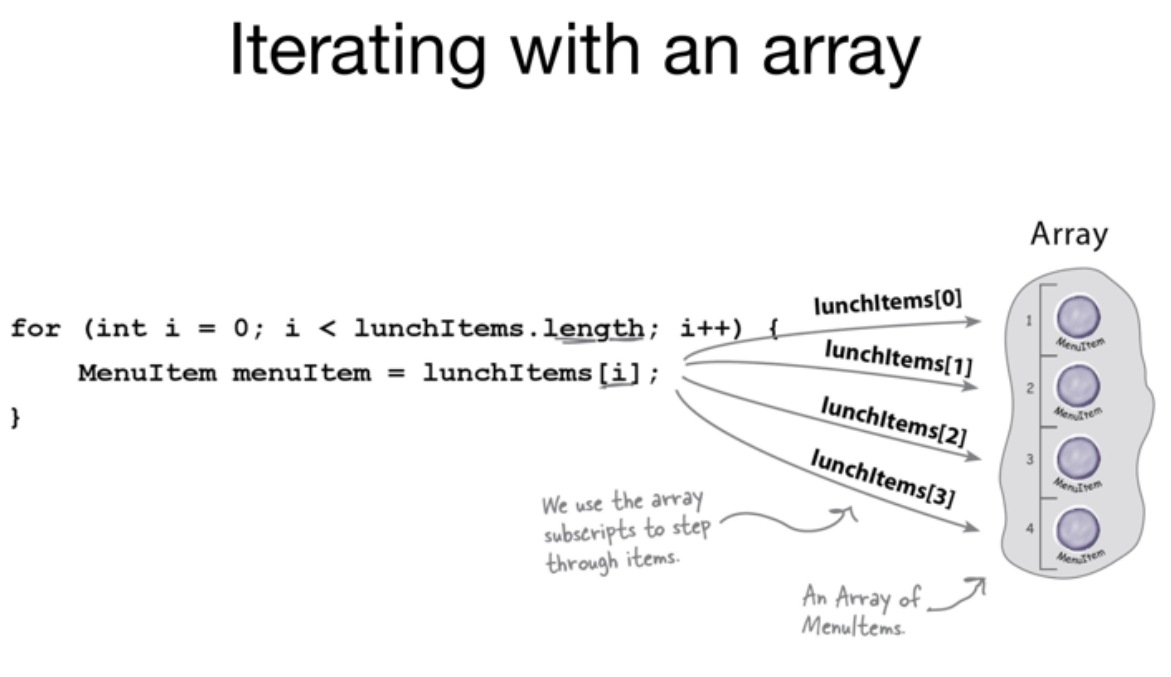 Iterating with an array
Array
for (int i = 0; i < lunchItems.length; i++) {
MenuItem menuItem = lunchItems[i];
}
lunchItems[0]
lunchItems[1]
lunchItems[2]
lunchItems[3]
1
MenuItem
2
MenuItem
3
MenuItem
4
MenuItem
We use the array
subscripts to step
through items.
An Array of
MenuItems.